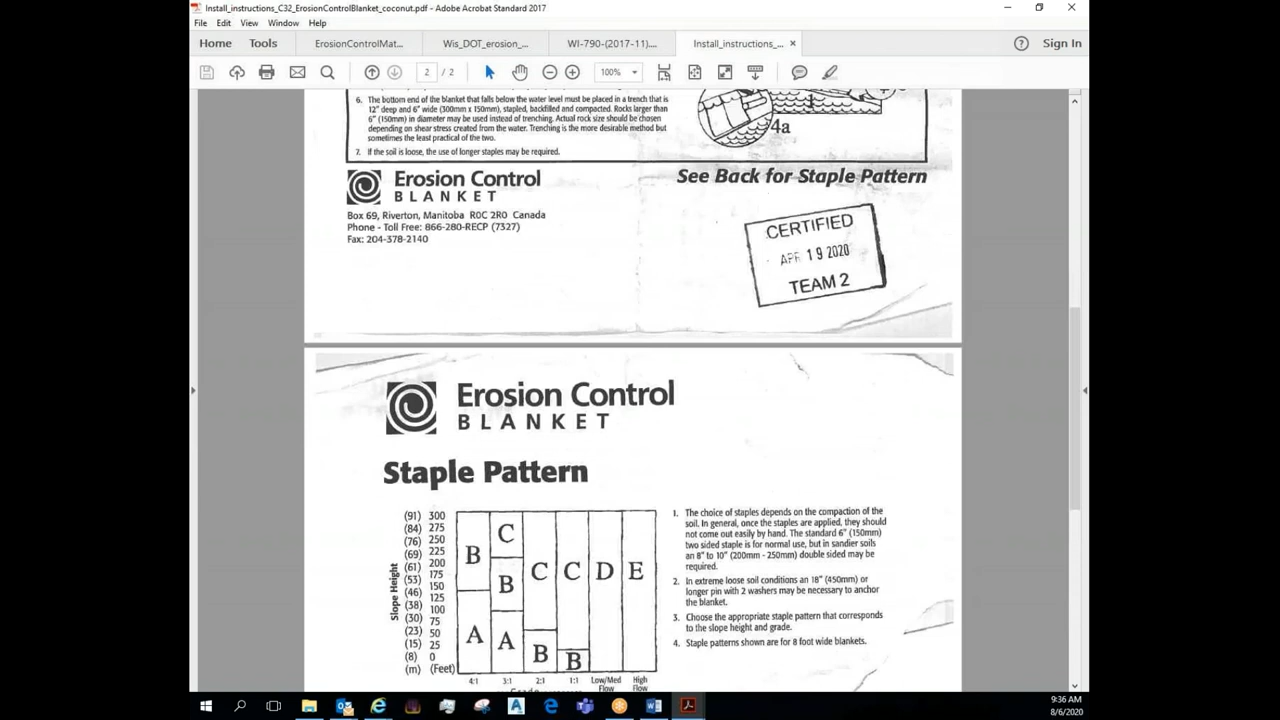 Install_instructions_C32_ErosionControlBlanket_coconut.pdf - Adobe Acrobat Standard 2017
File Edit View Window Help
Home Tools ErosionControlMat... Wis_DOT_erosion_... WI-790-(2017-11).... Install_instructions_... × Sign In
2 / 2 100%
6. The bottom end of the blanket that falls below the water level must be placed in a trench that is
12" deep and 6" wide (300mm x 150mm), stapled, backfilled and compacted. Rocks larger than
6" (150mm) in diameter may be used instead of trenching. Actual rock size should be chosen
depending on shear stress created from the water. Trenching is the more desirable method but
sometimes the least practical of the two.
7. If the soil is loose, the use of longer staples may be required.
4a
Erosion Control
BLANKET
See Back for Staple Pattern
Box 69, Riverton, Manitoba R0C 2R0 Canada
Phone - Toll Free: 866-280-RECP (7327)
Fax: 204-378-2140
CERTIFIED
APR 19 2020
TEAM 2
Erosion Control
BLANKET
Staple Pattern
Slope Height
(91) 300
(84) 275
(76) 250
(69) 225
(61) 200
(53) 175
(46) 150
(38) 125
(30) 100
(23) 75
(15) 50
(8) 25
0
(m) (Feet)
B C
A B A
C B
C B
D
E
4:1 3:1 2:1 1:1 Low/Med Flow High Flow
1. The choice of staples depends on the compaction of the
soil. In general, once the staples are applied, they should
not come out easily by hand. The standard 6" (150mm)
two sided staple is for normal use, but in sandier soils
an 8" to 10" (200mm - 250mm) double sided may be
required.
2. In extreme loose soil conditions an 18" (450mm) or
longer pin with 2 washers may be necessary to anchor
the blanket.
3. Choose the appropriate staple pattern that corresponds
to the slope height and grade.
4. Staple patterns shown are for 8 foot wide blankets.
9:36 AM
8/6/2020